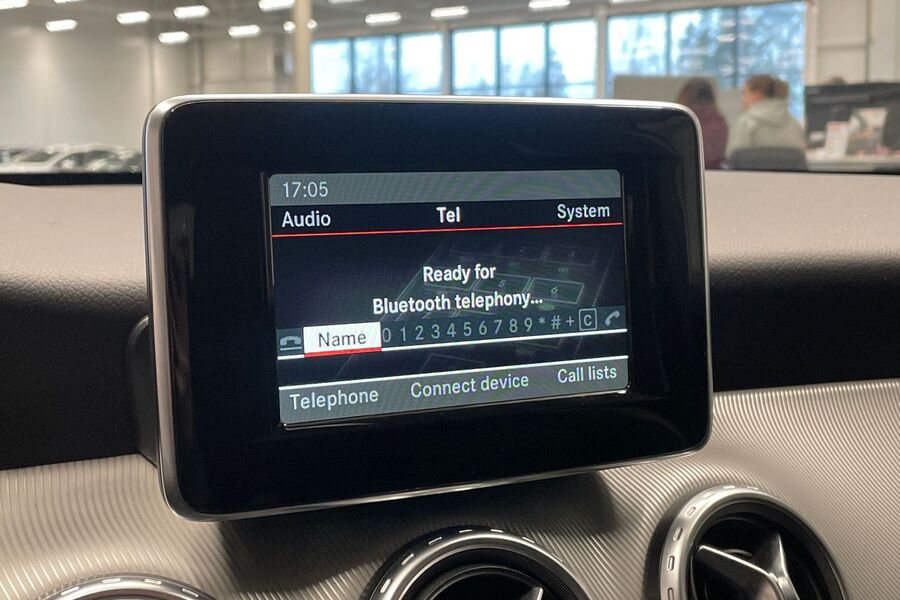 17:05
Audio Tel System
Ready for
Bluetooth telephony...
Name 0 1 2 3 4 5 6 7 8 9 * # + C
Telephone Connect device Call lists